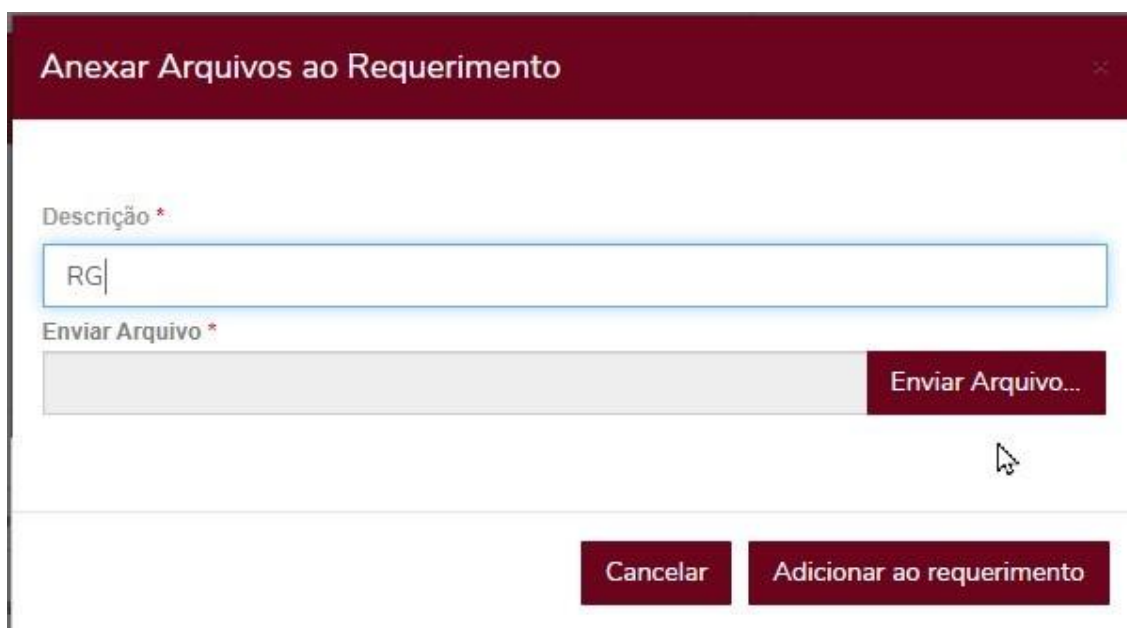 Anexar Arquivos ao Requerimento
Descrição *
RG
Enviar Arquivo *
Enviar Arquivo...
Cancelar
Adicionar ao requerimento